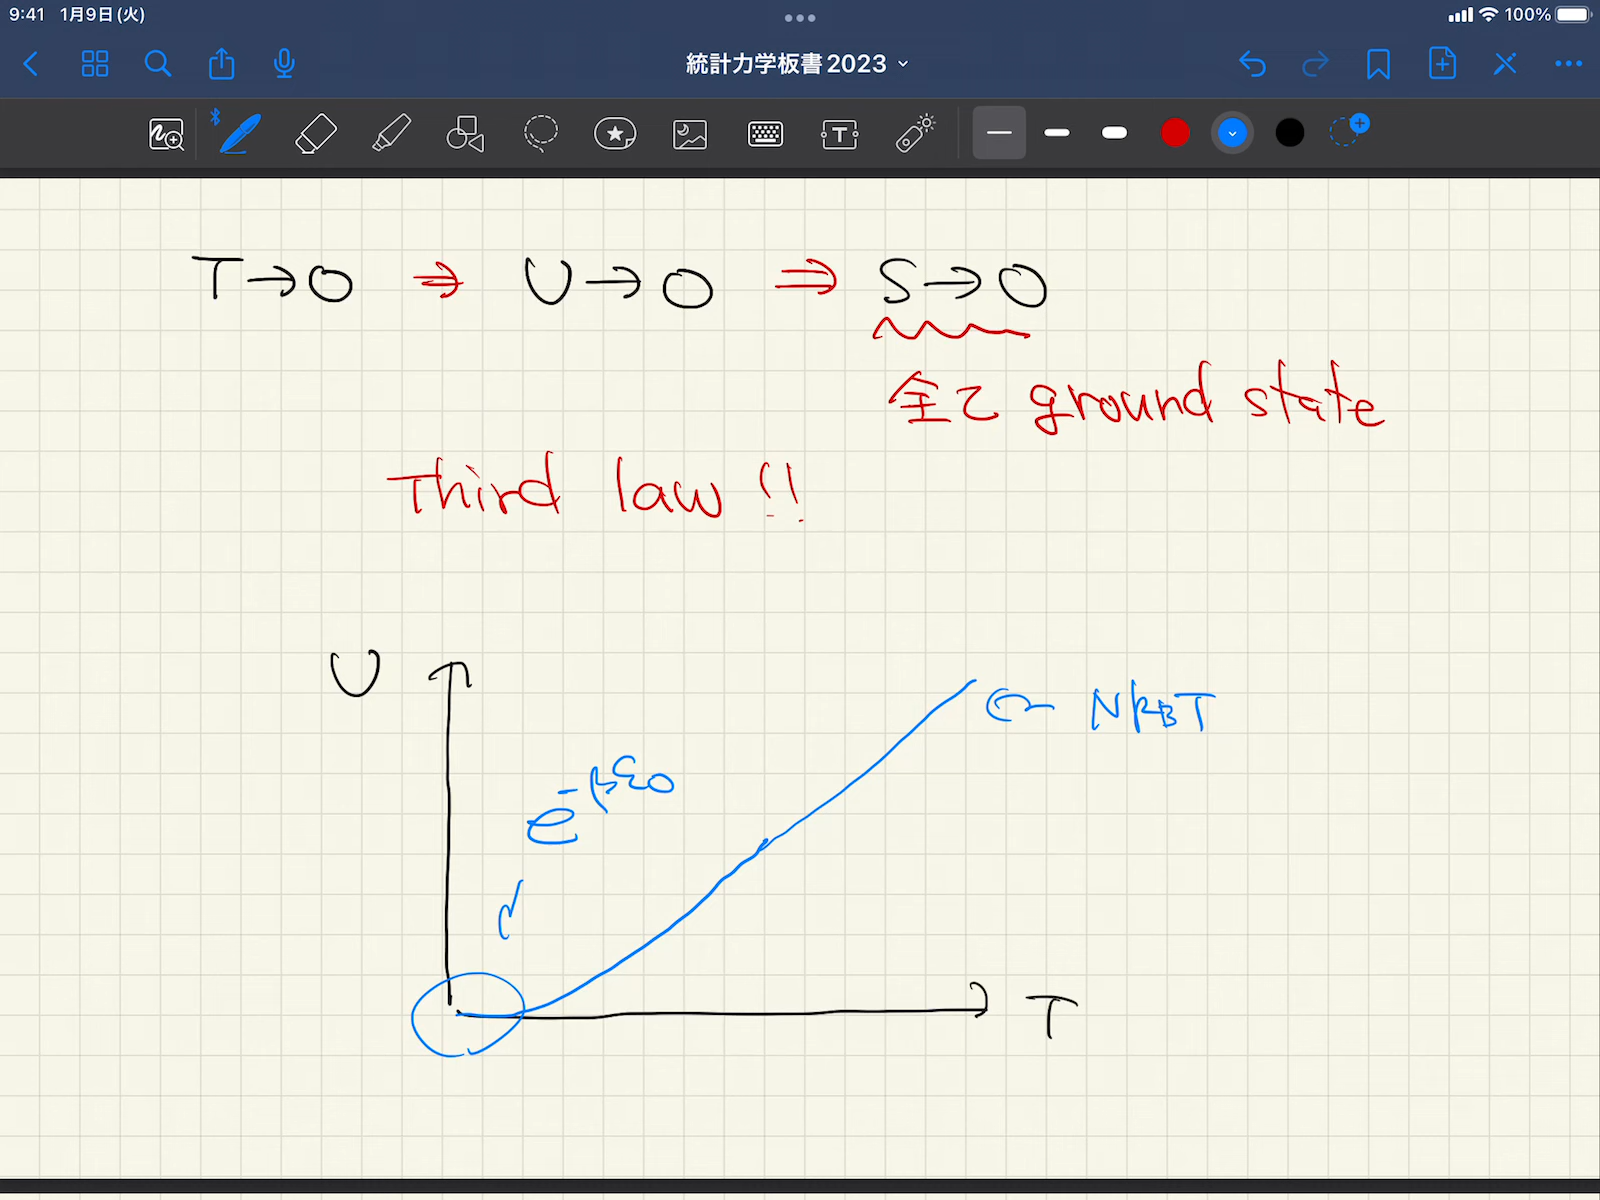 9:41 1月9日(火) 100%
統計力学板書2023
T→0 ⇒ U→0 ⇒ S→0
全て ground state
Third law !!
U
NkBT
e^-βε0
T